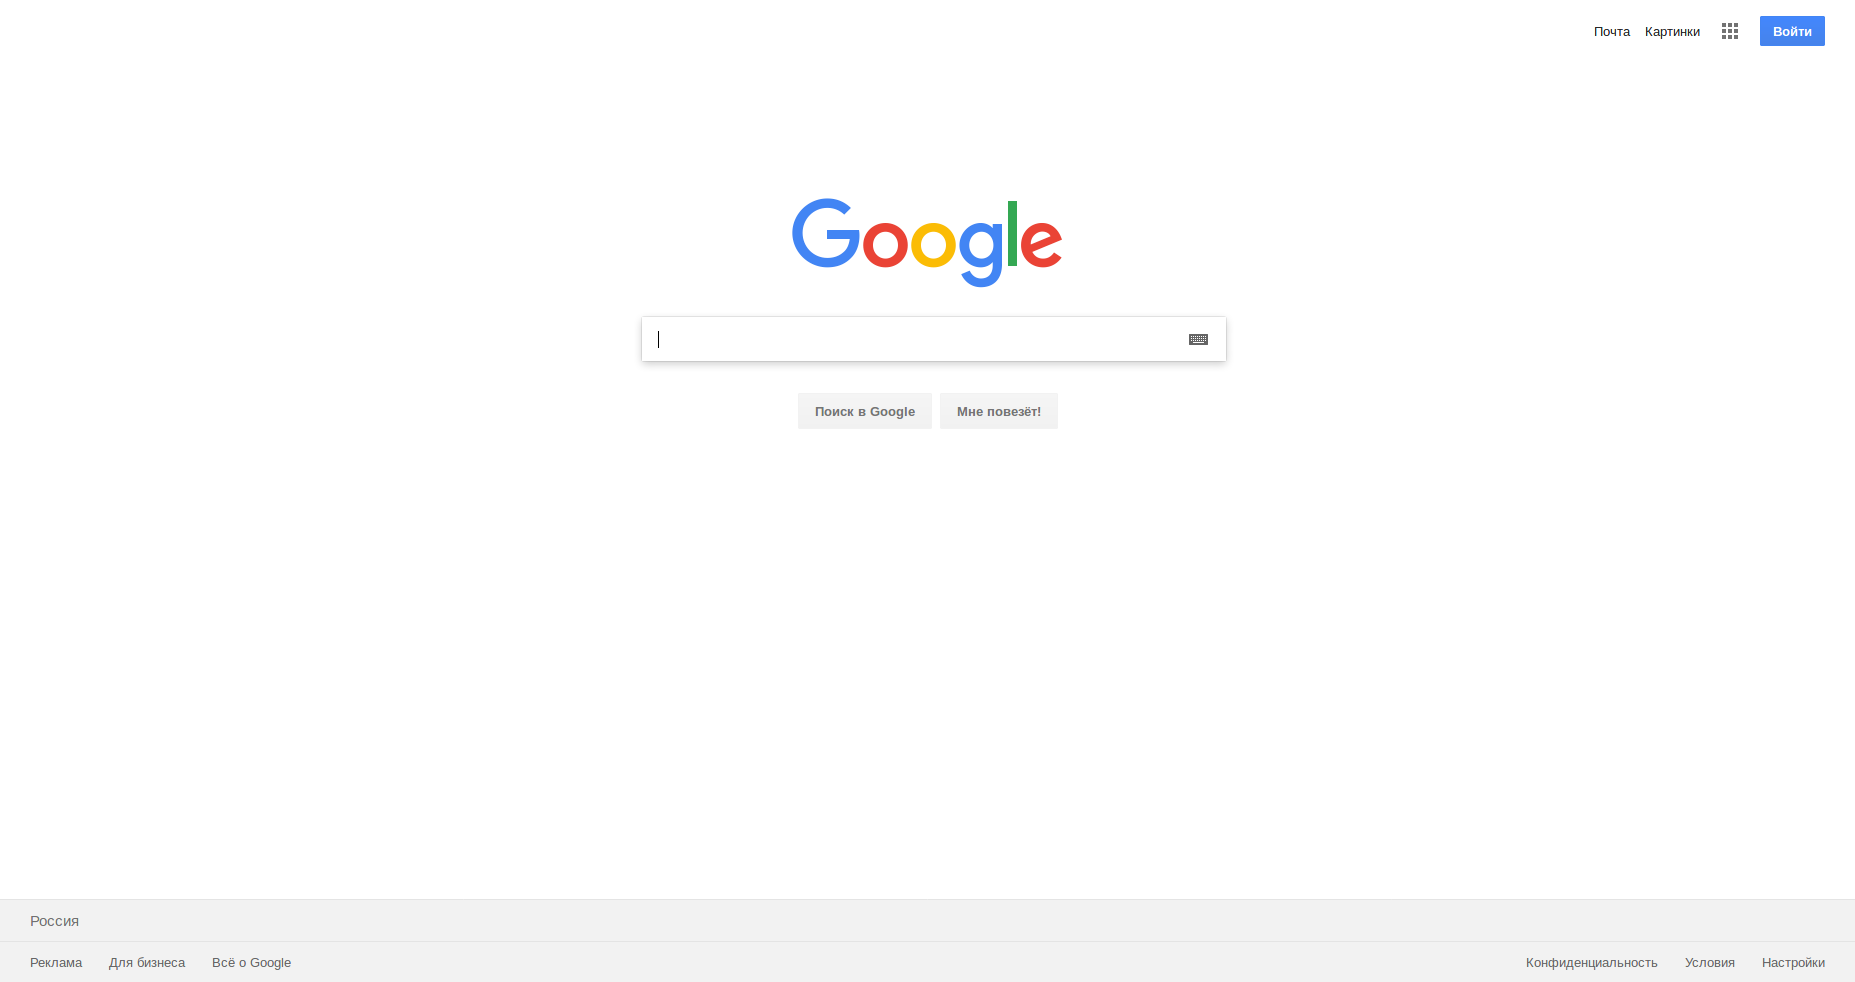 Почта Картинки Войти
Google
Поиск в Google Мне повезёт!
Россия
Реклама Для бизнеса Всё о Google Конфиденциальность Условия Настройки